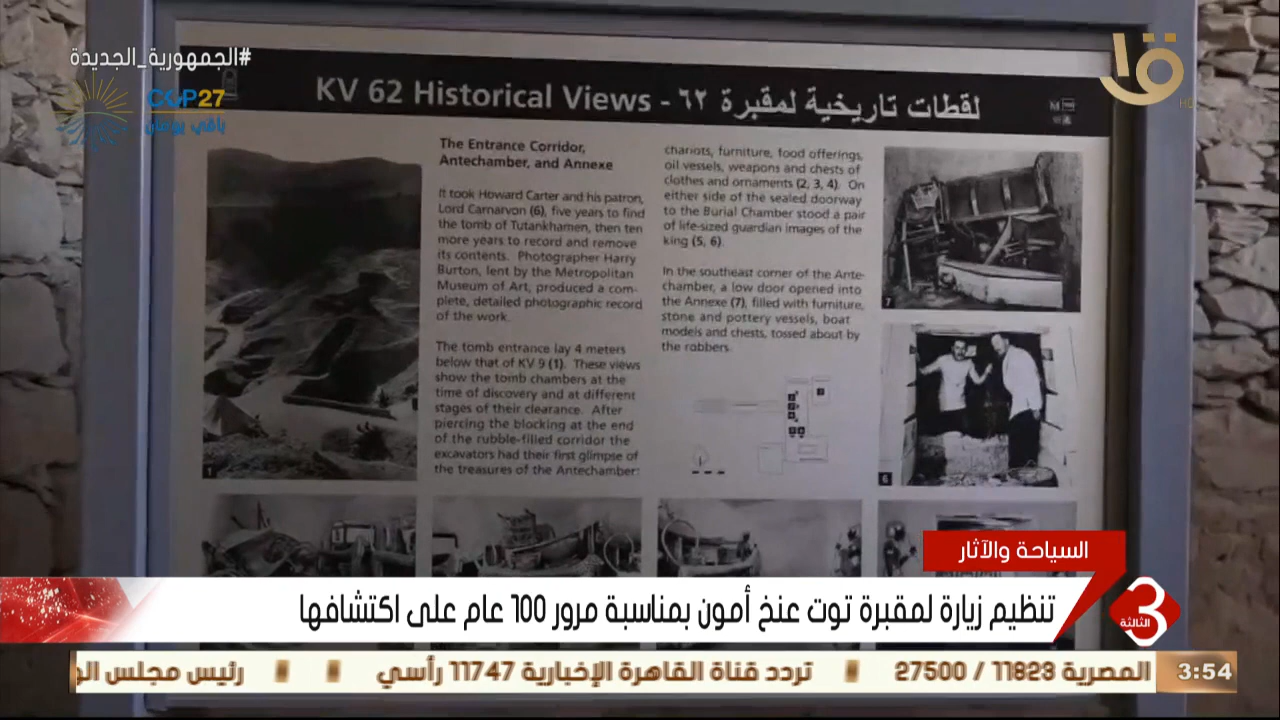 #الجمهورية_الجديدة
COP27
باقي يومان
HD
KV 62 Historical Views - لقطات تاريخية لمقبرة ٦٢
The Entrance Corridor,
Antechamber, and Annexe
It took Howard Carter and his patron,
Lord Carnarvon (6), five years to find
the tomb of Tutankhamen, then ten
more years to record and remove
its contents. Photographer Harry
Burton, lent by the Metropolitan
Museum of Art, produced a com-
plete, detailed photographic record
of the work.
The tomb entrance lay 4 meters
below that of KV 9 (1). These views
show the tomb chambers at the
time of discovery and at different
stages of their clearance. After
piercing the blocking at the end
of the rubble-filled corridor the
excavators had their first glimpse of
the treasures of the Antechamber:
chariots, furniture, food offerings,
oil vessels, weapons and chests of
clothes and ornaments (2, 3, 4). On
either side of the sealed doorway
to the Burial Chamber stood a pair
of life-sized guardian images of the
king (5, 6).
In the southeast corner of the Ante-
chamber, a low door opened into
the Annexe (7), filled with furniture,
stone and pottery vessels, boat
models and chests, tossed about by
the robbers.
1
7
6
السياحة والآثار
تنظيم زيارة لمقبرة توت عنخ أمون بمناسبة مرور 100 عام على اكتشافها
3
الثالثة
3:54
المصرية 11823 / 27500 تردد قناة القاهرة الإخبارية 11747 رأسي رئيس مجلس الو